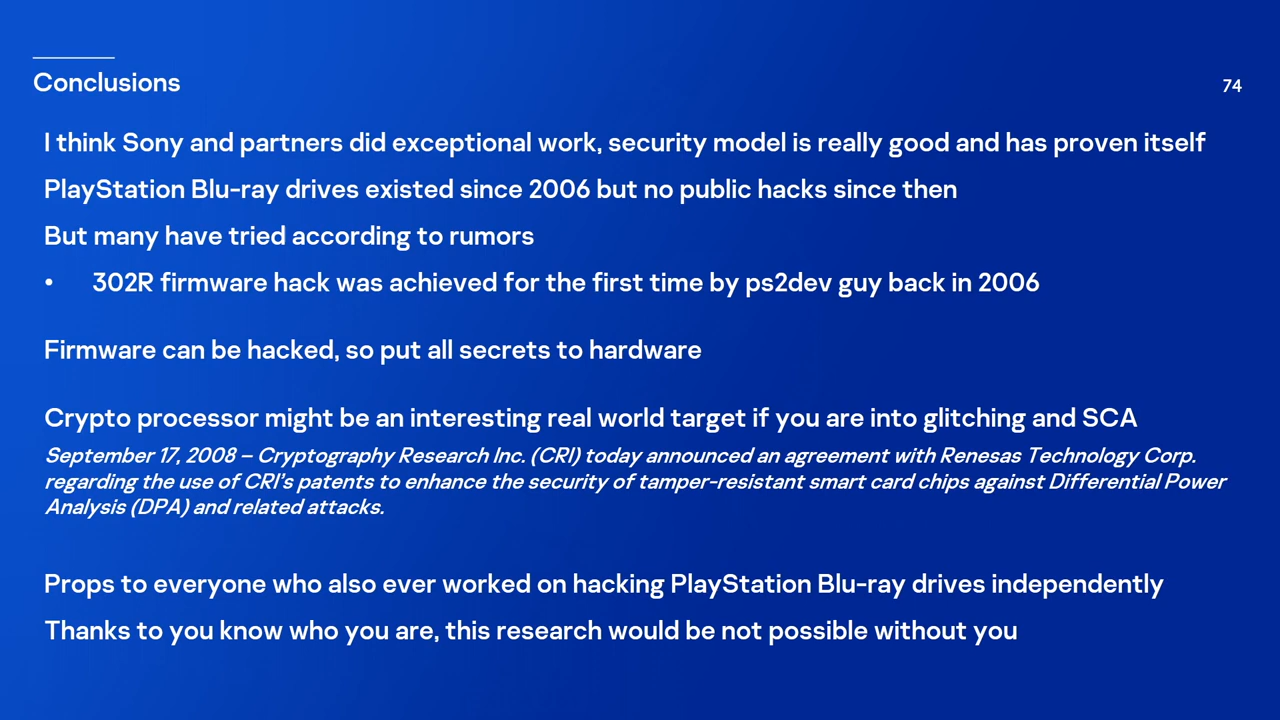 Conclusions
74
I think Sony and partners did exceptional work, security model is really good and has proven itself
PlayStation Blu-ray drives existed since 2006 but no public hacks since then
But many have tried according to rumors
• 302R firmware hack was achieved for the first time by ps2dev guy back in 2006
Firmware can be hacked, so put all secrets to hardware
Crypto processor might be an interesting real world target if you are into glitching and SCA
September 17, 2008 – Cryptography Research Inc. (CRI) today announced an agreement with Renesas Technology Corp.
regarding the use of CRI's patents to enhance the security of tamper-resistant smart card chips against Differential Power
Analysis (DPA) and related attacks.
Props to everyone who also ever worked on hacking PlayStation Blu-ray drives independently
Thanks to you know who you are, this research would be not possible without you